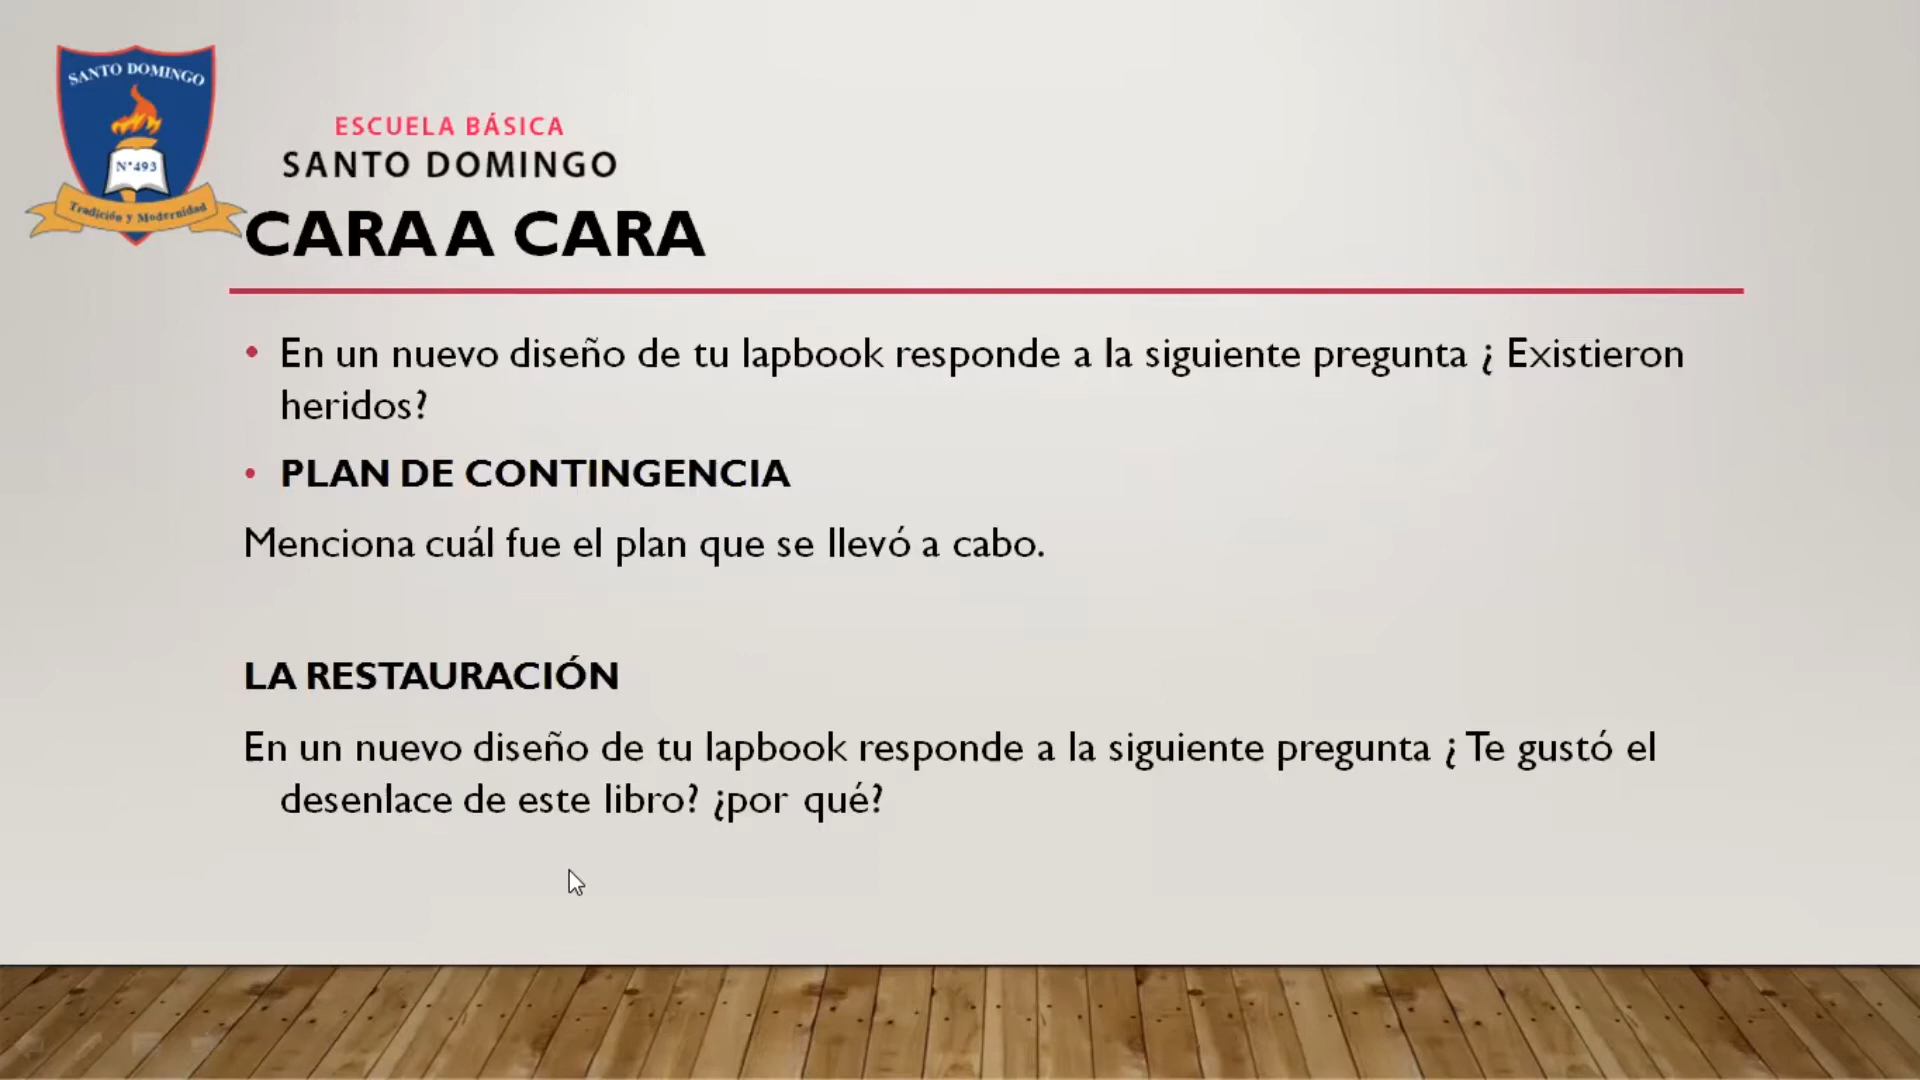 SANTO DOMINGO
N°493
Tradición y Modernidad
ESCUELA BÁSICA
SANTO DOMINGO
CARA A CARA
• En un nuevo diseño de tu lapbook responde a la siguiente pregunta ¿ Existieron
heridos?
• PLAN DE CONTINGENCIA
Menciona cuál fue el plan que se llevó a cabo.
LA RESTAURACIÓN
En un nuevo diseño de tu lapbook responde a la siguiente pregunta ¿ Te gustó el
desenlace de este libro? ¿por qué?